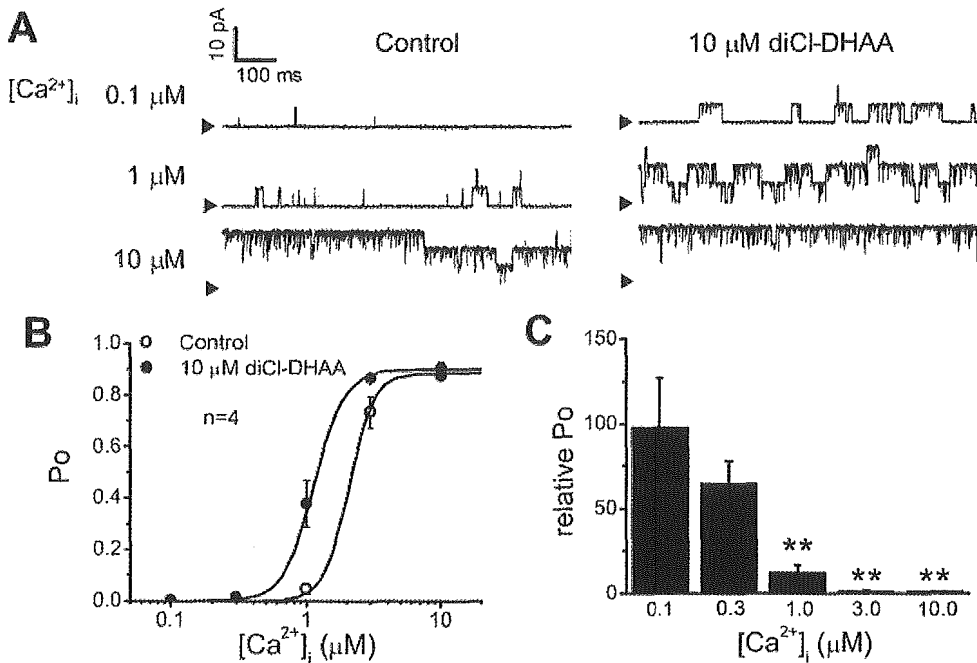 A
10 pA
100 ms
Control
10 µM diCl-DHAA
[Ca²⁺]ᵢ
0.1 µM
1 µM
10 µM
B
Control
10 µM diCl-DHAA
n=4
Po
1.0
0.8
0.6
0.4
0.2
0.0
0.1
1
10
[Ca²⁺]ᵢ (µM)
C
relative Po
150
100
50
0
**
**
**
0.1
0.3
1.0
3.0
10.0
[Ca²⁺]ᵢ (µM)